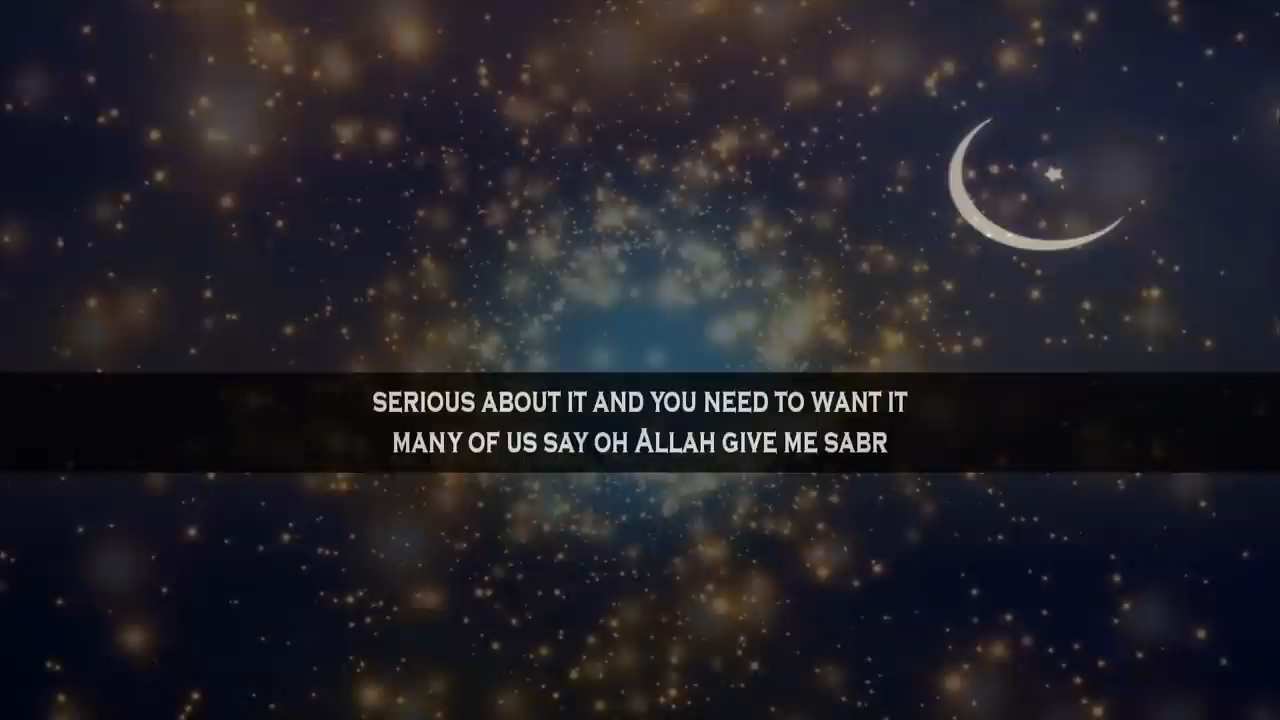 SERIOUS ABOUT IT AND YOU NEED TO WANT IT
MANY OF US SAY OH ALLAH GIVE ME SABR